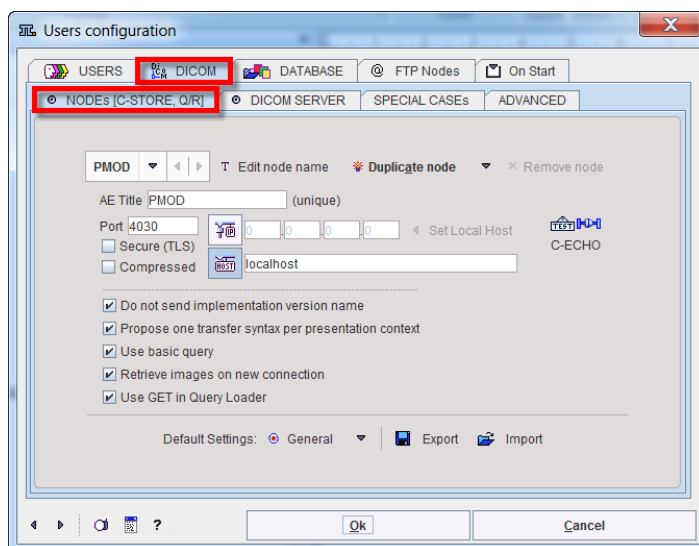 Users configuration
USERS DICOM DATABASE @ FTP Nodes On Start
NODEs [C-STORE, Q/R] DICOM SERVER SPECIAL CASEs ADVANCED
PMOD T Edit node name Duplicate node Remove node
AE Title PMOD (unique)
Port 4030 IP 0 .0 .0 .0 Set Local Host TEST
Secure (TLS) C-ECHO
Compressed HOST localhost
Do not send implementation version name
Propose one transfer syntax per presentation context
Use basic query
Retrieve images on new connection
Use GET in Query Loader
Default Settings: General Export Import
? Ok Cancel